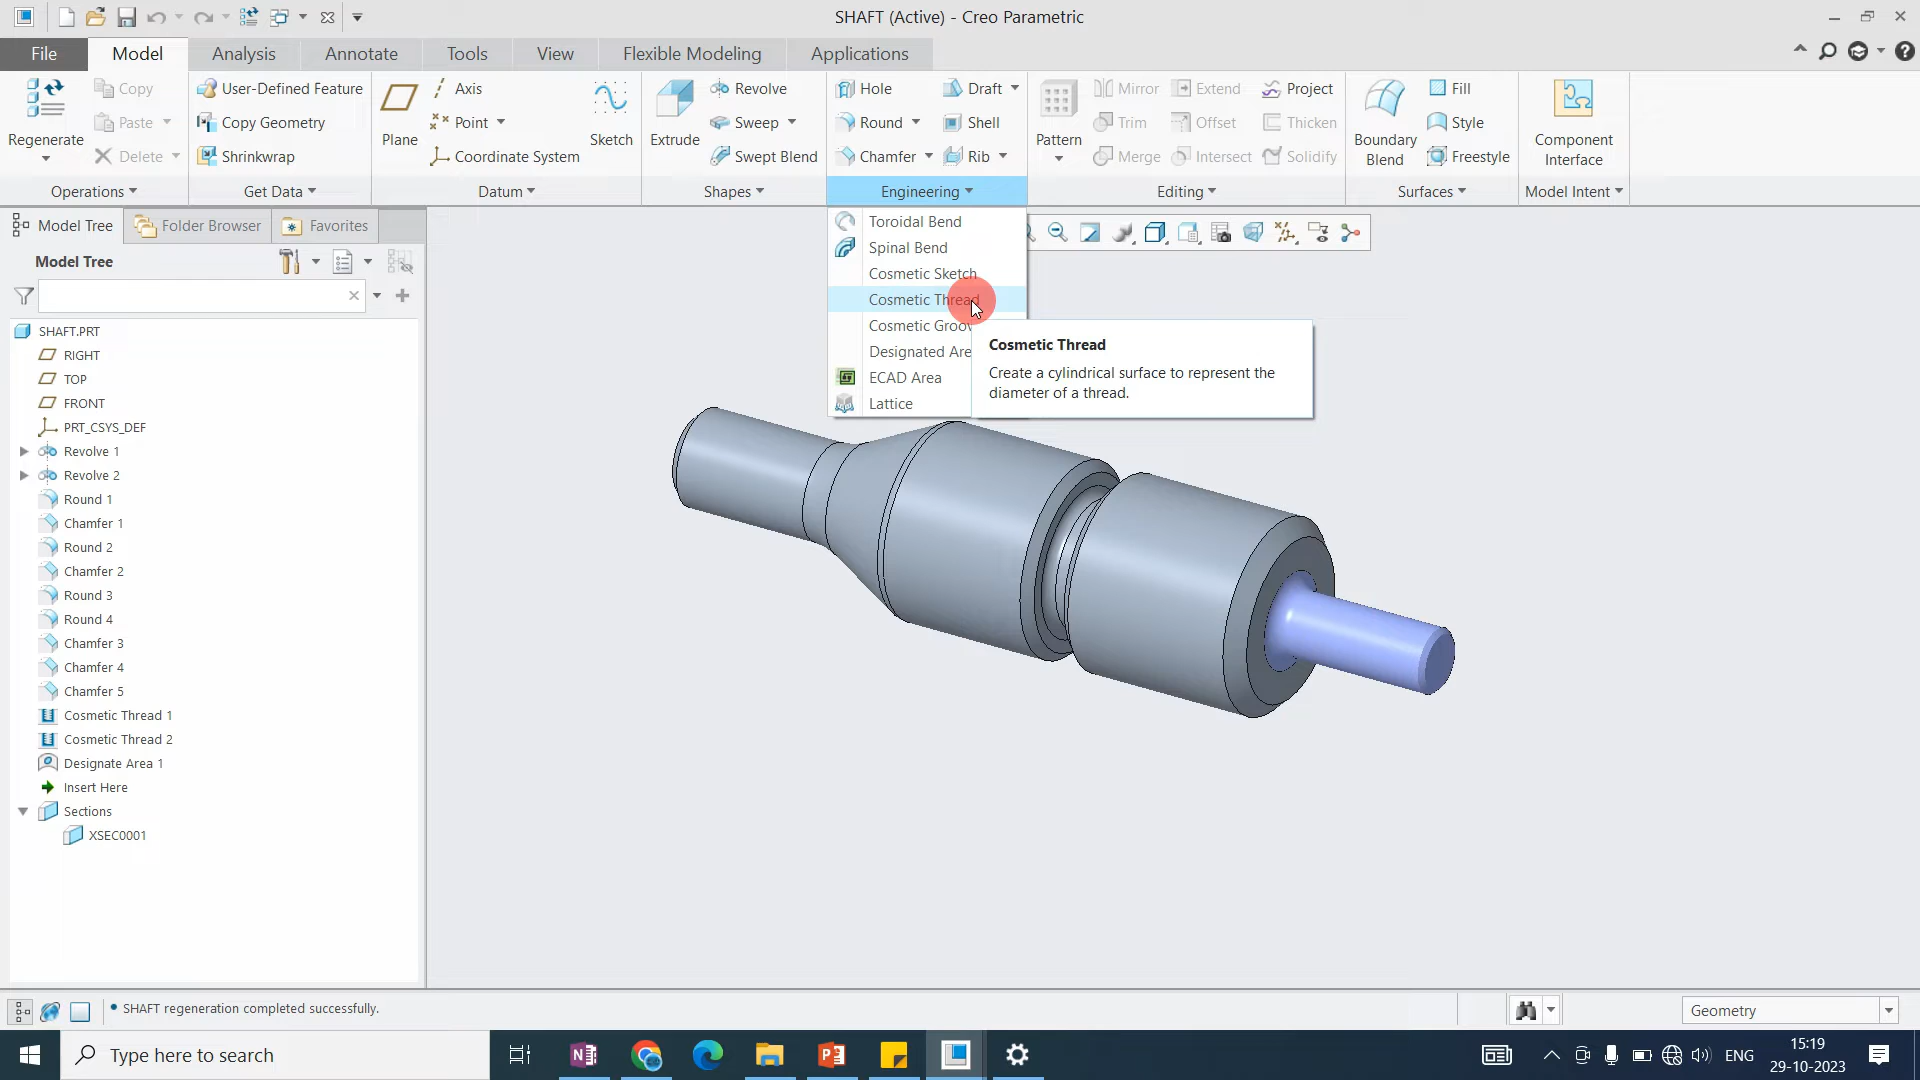 SHAFT (Active) - Creo Parametric
File Model Analysis Annotate Tools View Flexible Modeling Applications
Regenerate
Copy
Paste
Delete
Operations
User-Defined Feature
Copy Geometry
Shrinkwrap
Get Data
Plane
Axis
Point
Coordinate System
Sketch
Datum
Extrude
Revolve
Sweep
Swept Blend
Shapes
Hole
Round
Chamfer
Draft
Shell
Rib
Engineering
Pattern
Mirror
Trim
Merge
Extend
Offset
Intersect
Project
Thicken
Solidify
Editing
Boundary
Blend
Fill
Style
Freestyle
Surfaces
Component
Interface
Model Intent
Toroidal Bend
Spinal Bend
Cosmetic Sketch
Cosmetic Thread
Cosmetic Groov
Designated Are
ECAD Area
Lattice
Cosmetic Thread
Create a cylindrical surface to represent the
diameter of a thread.
Model Tree Folder Browser Favorites
Model Tree
SHAFT.PRT
RIGHT
TOP
FRONT
PRT_CSYS_DEF
Revolve 1
Revolve 2
Round 1
Chamfer 1
Round 2
Chamfer 2
Round 3
Round 4
Chamfer 3
Chamfer 4
Chamfer 5
Cosmetic Thread 1
Cosmetic Thread 2
Designate Area 1
Insert Here
Sections
XSEC0001
• SHAFT regeneration completed successfully.
Geometry
Type here to search
ENG
15:19
29-10-2023